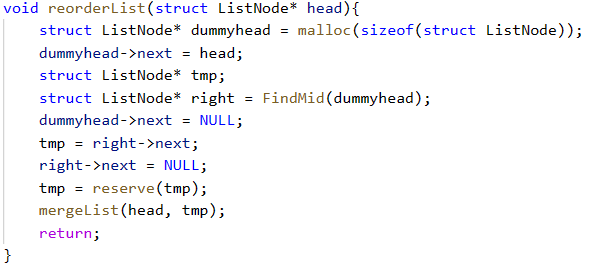 void reorderList(struct ListNode* head){
    struct ListNode* dummyhead = malloc(sizeof(struct ListNode));
    dummyhead->next = head;
    struct ListNode* tmp;
    struct ListNode* right = FindMid(dummyhead);
    dummyhead->next = NULL;
    tmp = right->next;
    right->next = NULL;
    tmp = reserve(tmp);
    mergeList(head, tmp);
    return;
}